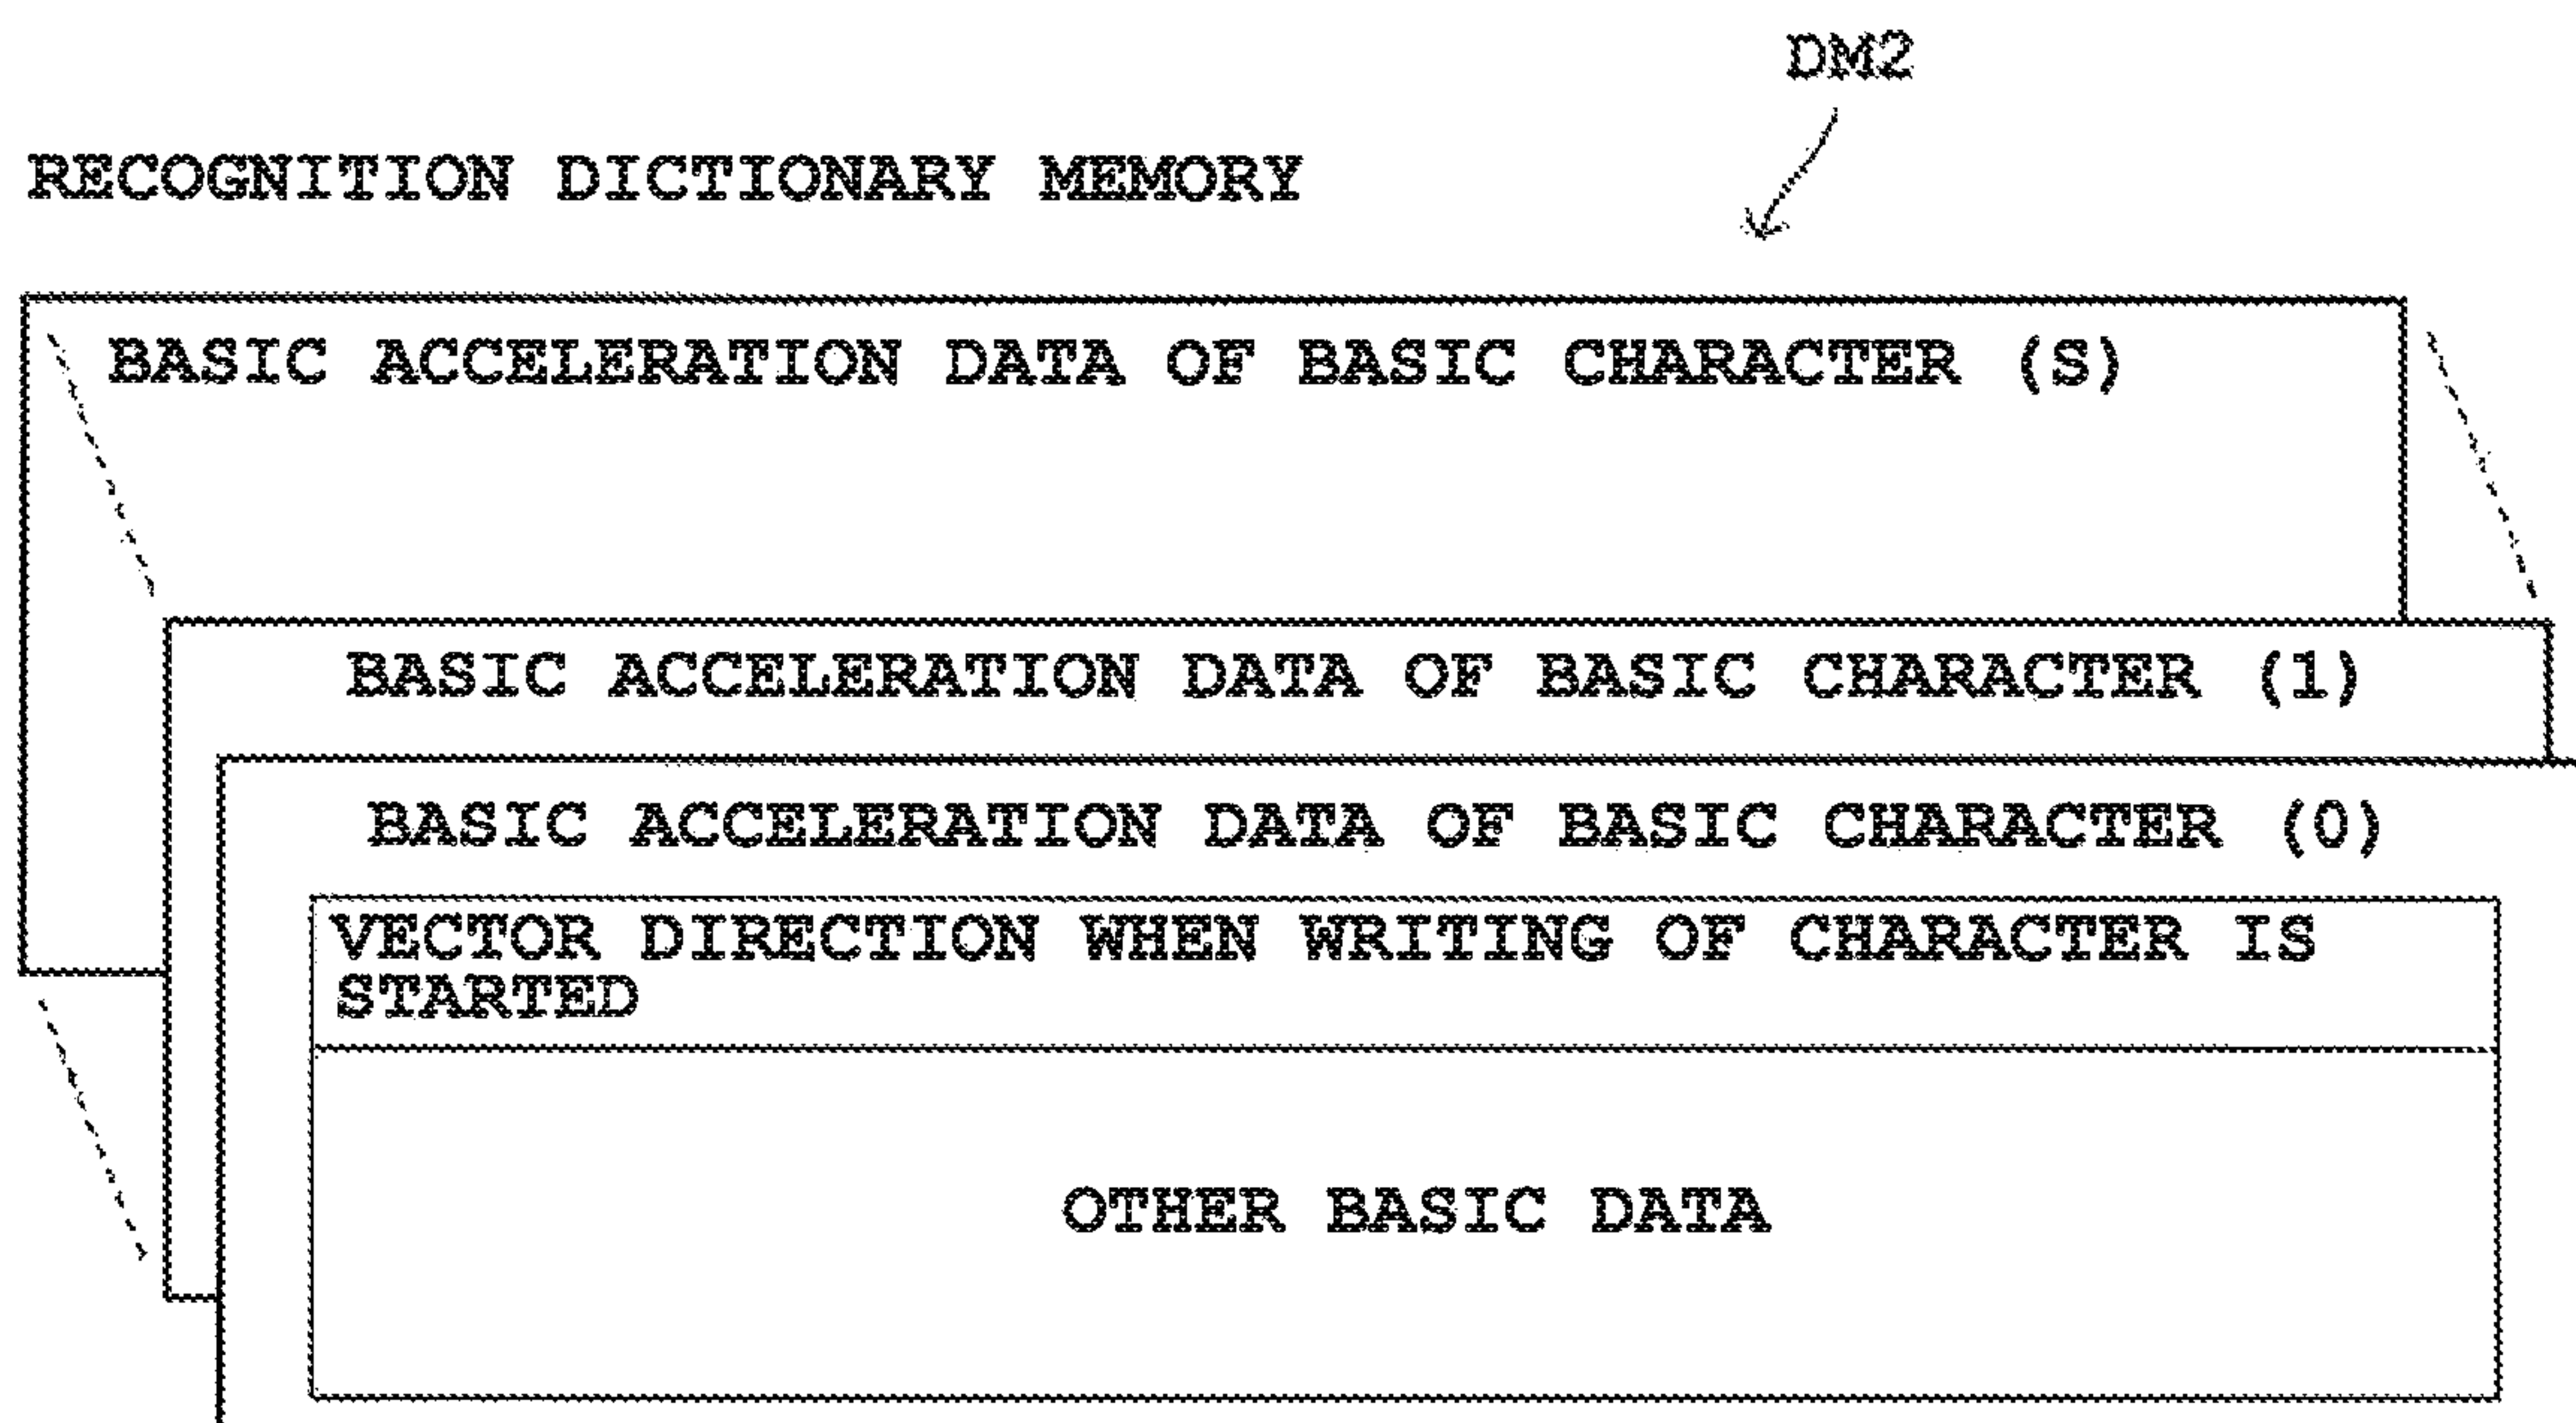 DM2
RECOGNITION DICTIONARY MEMORY
BASIC ACCELERATION DATA OF BASIC CHARACTER (S)
BASIC ACCELERATION DATA OF BASIC CHARACTER (1)
BASIC ACCELERATION DATA OF BASIC CHARACTER (0)
VECTOR DIRECTION WHEN WRITING OF CHARACTER IS
STARTED
OTHER BASIC DATA